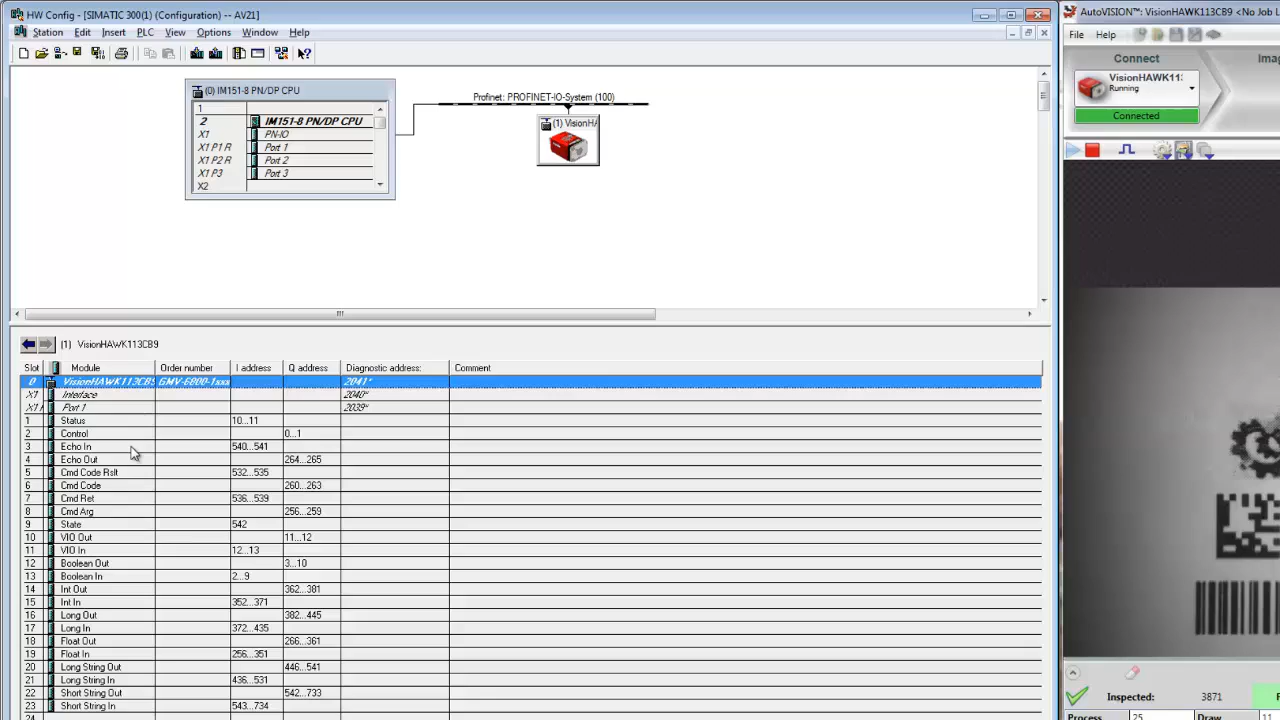 HW Config - [SIMATIC 300(1) (Configuration) -- AV21]
Station Edit Insert PLC View Options Window Help
(0) IM151-8 PN/DP CPU
1
2 IM151-8 PN/DP CPU
X1 PN-IO
X1 P1 R Port 1
X1 P2 R Port 2
X1 P3 Port 3
X2
Profinet: PROFINET-IO-System (100)
(1) VisionHA
(1) VisionHAWK113CB9
Slot Module Order number I address Q address Diagnostic address: Comment
0 VisionHAWK113CB9 GMV-6800-1xxx 2041*
X1 Interface 2040*
X1 Port 1 2039*
1 Status 10...11
2 Control 0...1
3 Echo In 540...541
4 Echo Out 264...265
5 Cmd Code Rslt 532...535
6 Cmd Code 260...263
7 Cmd Ret 536...539
8 Cmd Arg 256...259
9 State 542
10 VIO Out 11...12
11 VIO In 12...13
12 Boolean Out 3...10
13 Boolean In 2...9
14 Int Out 362...381
15 Int In 352...371
16 Long Out 382...445
17 Long In 372...435
18 Float Out 266...361
19 Float In 256...351
20 Long String Out 446...541
21 Long String In 436...531
22 Short String Out 542...733
23 Short String In 543...734
24
AutoVISION™: VisionHAWK113CB9 <No Job L
File Help
Connect
Imag
VisionHAWK11:
Running
Connected
Inspected: 3871
Process 25 Draw 11